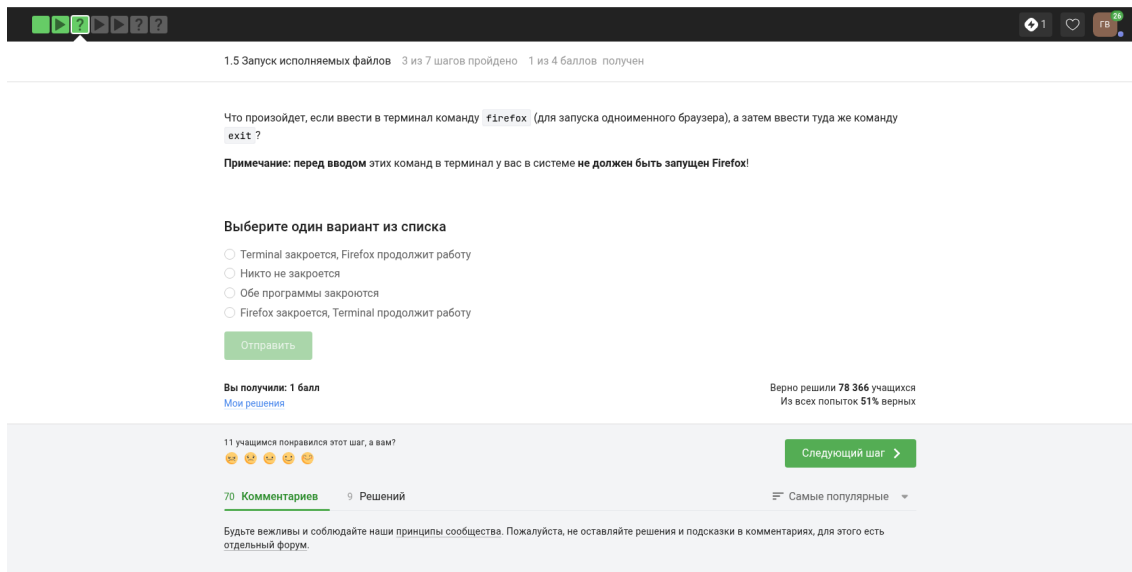 1
ГВ
26
1.5 Запуск исполняемых файлов 3 из 7 шагов пройдено 1 из 4 баллов получен
Что произойдет, если ввести в терминал команду firefox (для запуска одноименного браузера), а затем ввести туда же команду
exit ?
Примечание: перед вводом этих команд в терминал у вас в системе не должен быть запущен Firefox!
Выберите один вариант из списка
Terminal закроется, Firefox продолжит работу
Никто не закроется
Обе программы закроются
Firefox закроется, Terminal продолжит работу
Отправить
Вы получили: 1 балл
Мои решения
Верно решили 78 366 учащихся
Из всех попыток 51% верных
11 учащимся понравился этот шаг, а вам?
Следующий шаг
70 Комментариев 9 Решений
Самые популярные
Будьте вежливы и соблюдайте наши принципы сообщества. Пожалуйста, не оставляйте решения и подсказки в комментариях, для этого есть
отдельный форум.